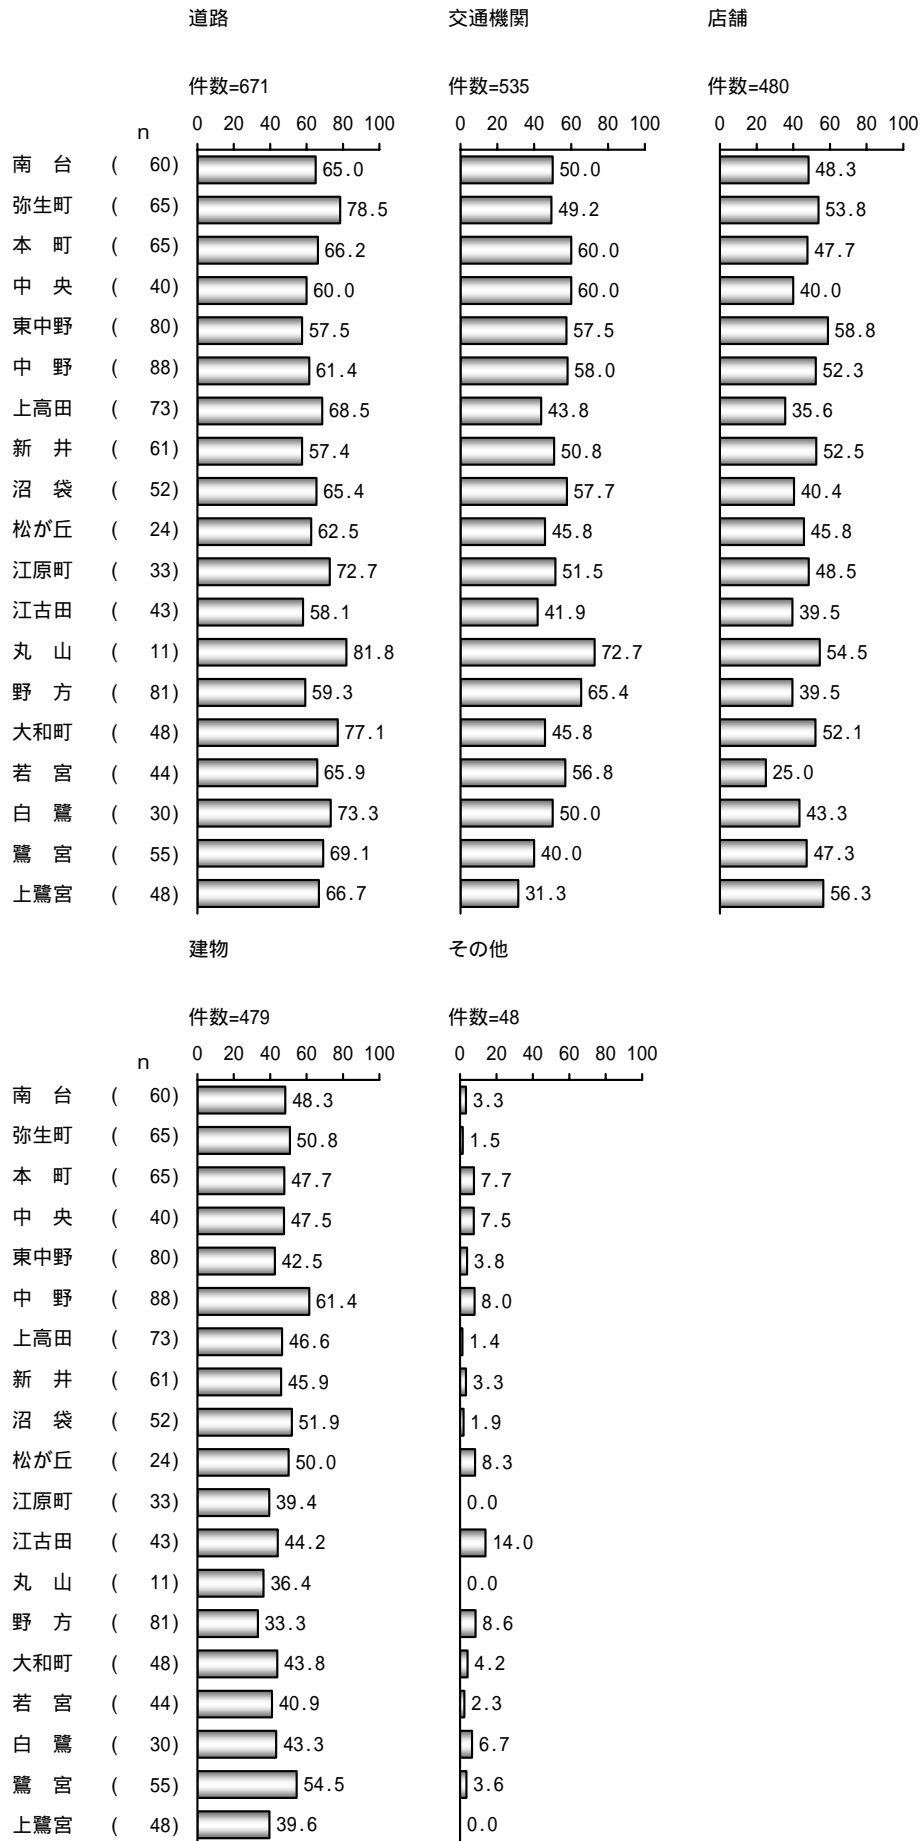 道路 交通機関 店舗
件数=671 件数=535 件数=480
n 0 20 40 60 80 100 0 20 40 60 80 100 0 20 40 60 80 100
南 台 ( 60) 65.0 50.0 48.3
弥生町 ( 65) 78.5 49.2 53.8
本 町 ( 65) 66.2 60.0 47.7
中 央 ( 40) 60.0 60.0 40.0
東中野 ( 80) 57.5 57.5 58.8
中 野 ( 88) 61.4 58.0 52.3
上高田 ( 73) 68.5 43.8 35.6
新 井 ( 61) 57.4 50.8 52.5
沼 袋 ( 52) 65.4 57.7 40.4
松が丘 ( 24) 62.5 45.8 45.8
江原町 ( 33) 72.7 51.5 48.5
江古田 ( 43) 58.1 41.9 39.5
丸 山 ( 11) 81.8 72.7 54.5
野 方 ( 81) 59.3 65.4 39.5
大和町 ( 48) 77.1 45.8 52.1
若 宮 ( 44) 65.9 56.8 25.0
白 鷺 ( 30) 73.3 50.0 43.3
鷺 宮 ( 55) 69.1 40.0 47.3
上鷺宮 ( 48) 66.7 31.3 56.3
建物 その他
件数=479 件数=48
n 0 20 40 60 80 100 0 20 40 60 80 100
南 台 ( 60) 48.3 3.3
弥生町 ( 65) 50.8 1.5
本 町 ( 65) 47.7 7.7
中 央 ( 40) 47.5 7.5
東中野 ( 80) 42.5 3.8
中 野 ( 88) 61.4 8.0
上高田 ( 73) 46.6 1.4
新 井 ( 61) 45.9 3.3
沼 袋 ( 52) 51.9 1.9
松が丘 ( 24) 50.0 8.3
江原町 ( 33) 39.4 0.0
江古田 ( 43) 44.2 14.0
丸 山 ( 11) 36.4 0.0
野 方 ( 81) 33.3 8.6
大和町 ( 48) 43.8 4.2
若 宮 ( 44) 40.9 2.3
白 鷺 ( 30) 43.3 6.7
鷺 宮 ( 55) 54.5 3.6
上鷺宮 ( 48) 39.6 0.0